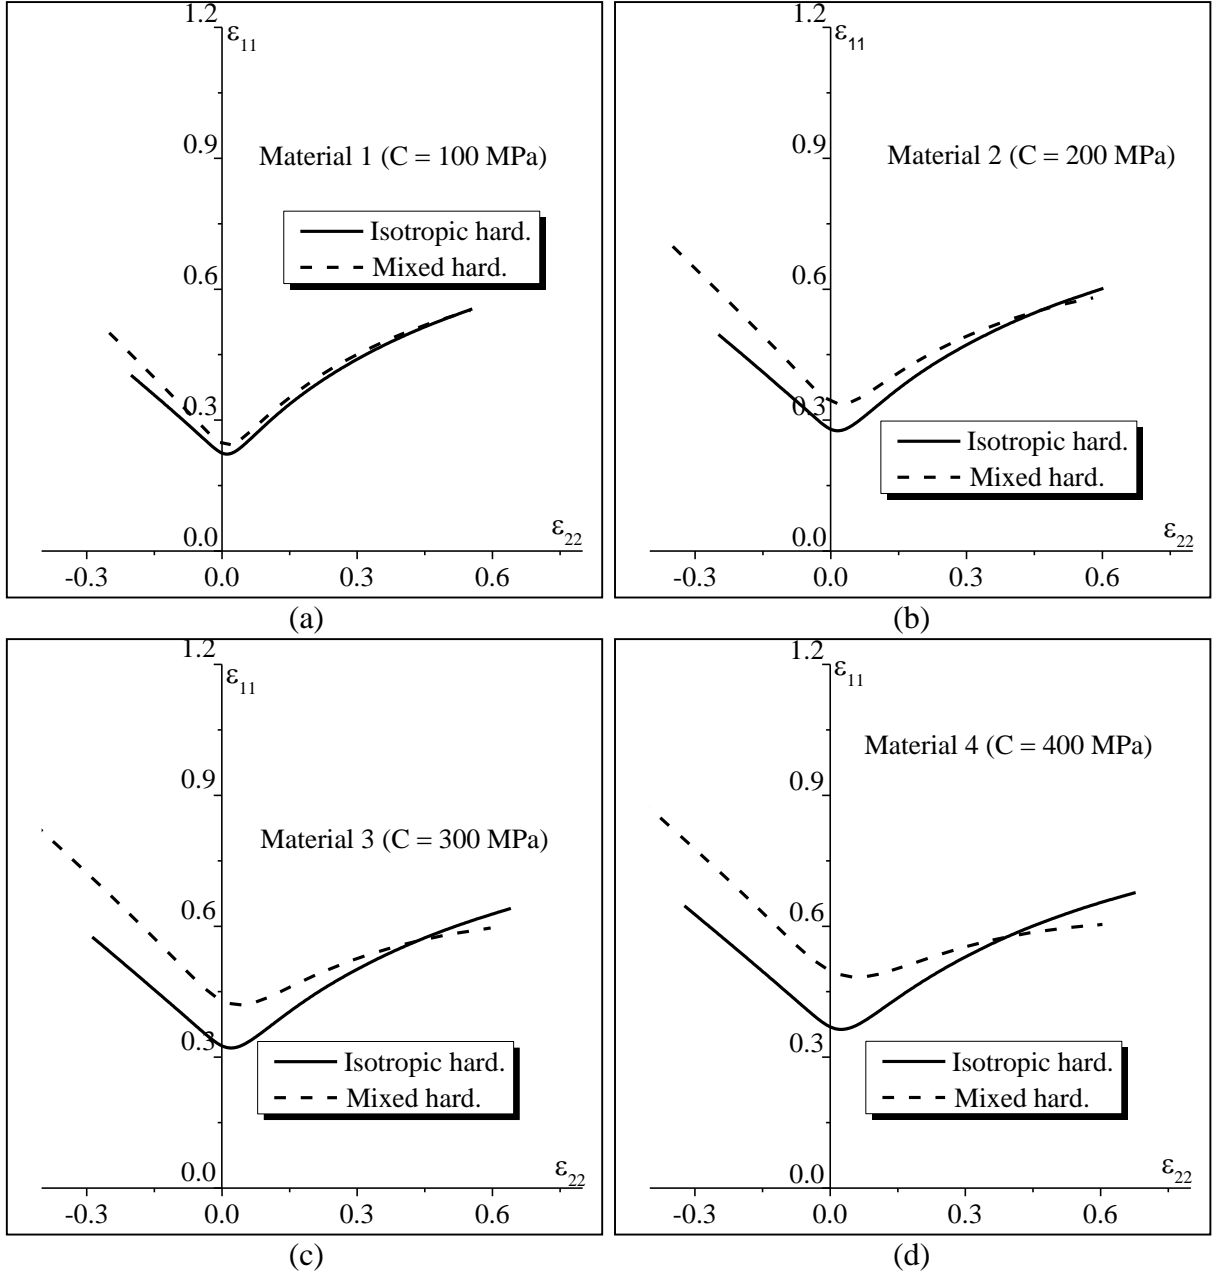 1.2
ε11
0.9
Material 1 (C = 100 MPa)
Isotropic hard.
0.6
Mixed hard.
0.3
0.0
ε22
-0.3 0.0 0.3 0.6
(a)
1.2
ε11
0.9
Material 2 (C = 200 MPa)
0.6
0.3
Isotropic hard.
Mixed hard.
0.0
ε22
-0.3 0.0 0.3 0.6
(b)
1.2
ε11
0.9
Material 3 (C = 300 MPa)
0.6
0.3
Isotropic hard.
Mixed hard.
0.0
ε22
-0.3 0.0 0.3 0.6
(c)
1.2
ε11
Material 4 (C = 400 MPa)
0.9
0.6
0.3
Isotropic hard.
Mixed hard.
0.0
ε22
-0.3 0.0 0.3 0.6
(d)